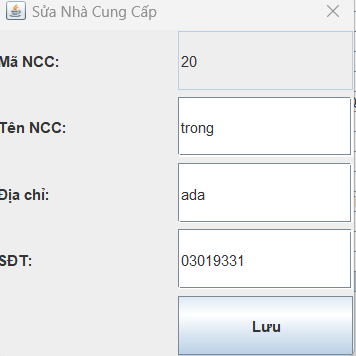 Sửa Nhà Cung Cấp
Mã NCC: 20
Tên NCC: trong
Địa chỉ: ada
SĐT: 03019331
Lưu